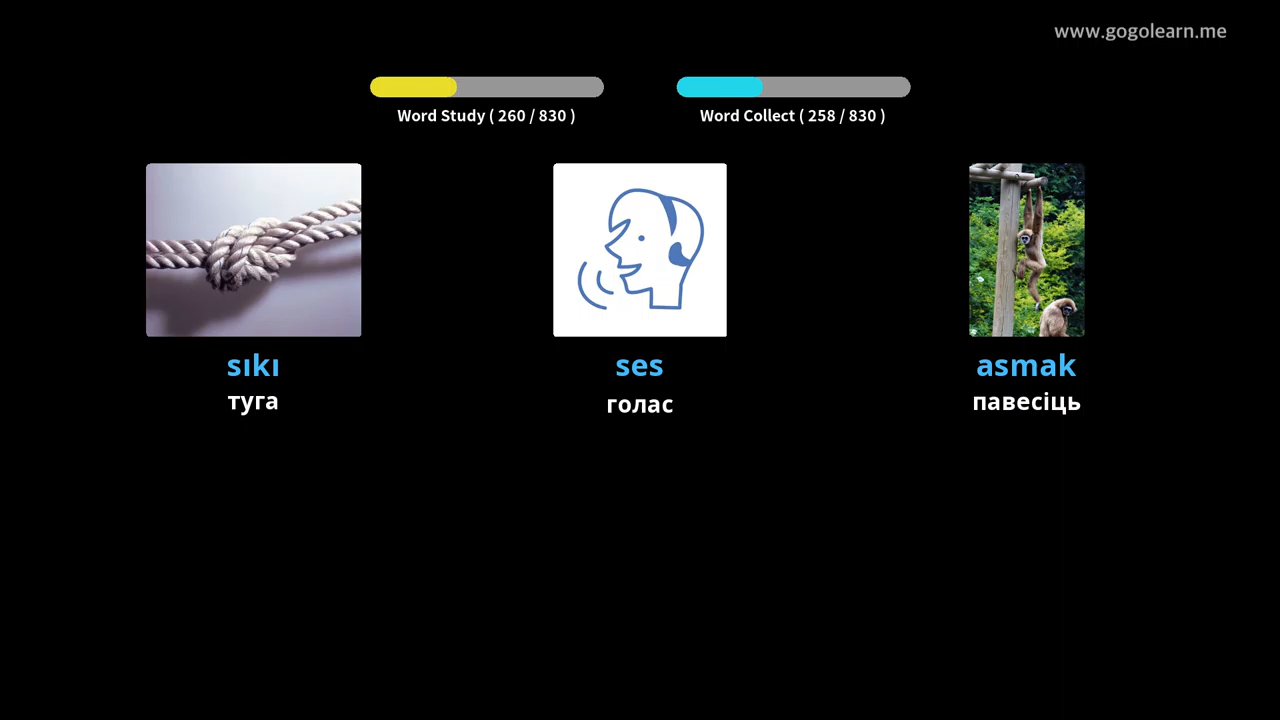 www.gogolearn.me
Word Study ( 260 / 830 )
Word Collect ( 258 / 830 )
sıkı
ses
asmak
туга
голас
павесіць